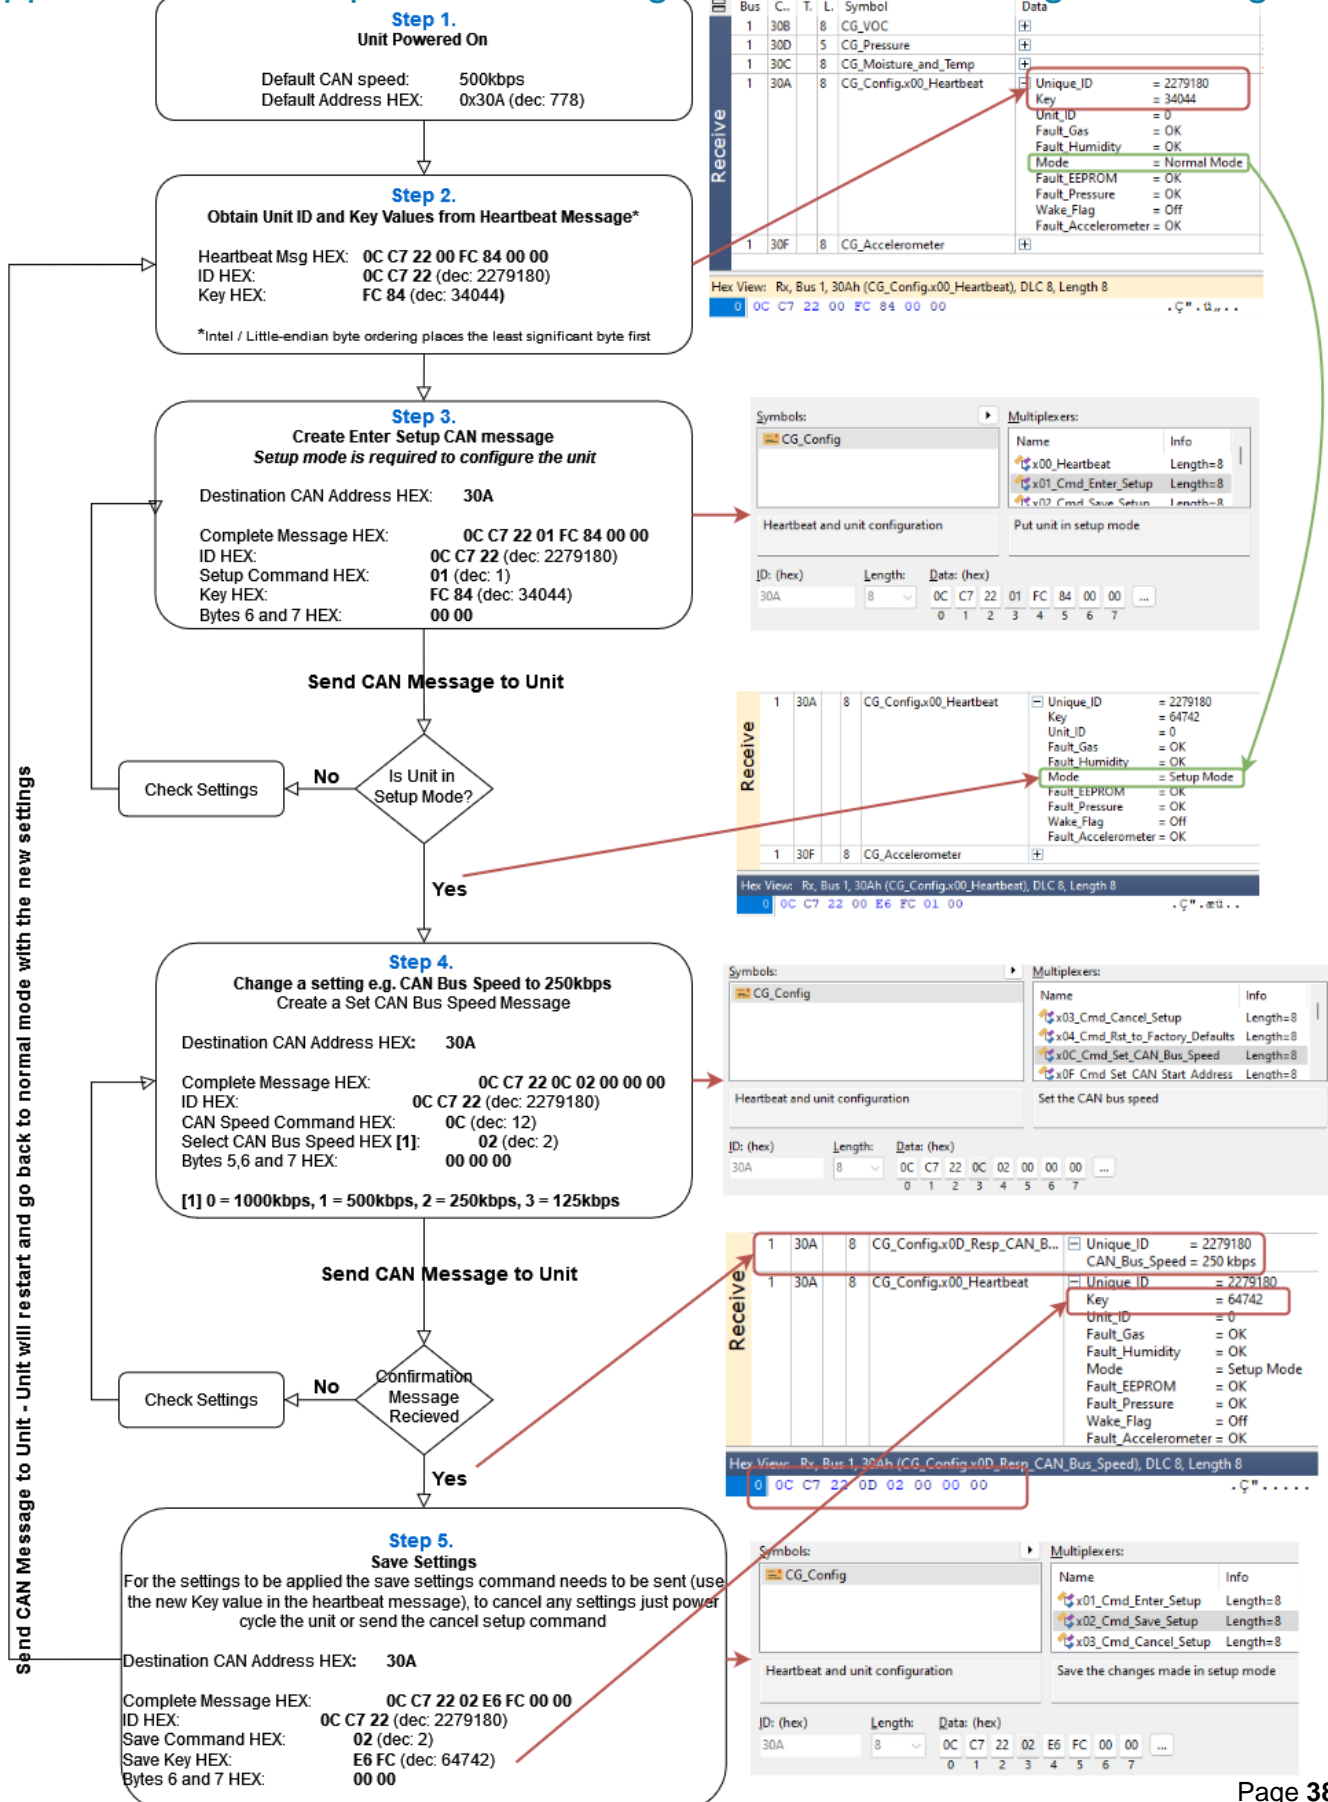 Step 1.
Unit Powered On
Default CAN speed: 500kbps
Default Address HEX: 0x30A (dec: 778)
Step 2.
Obtain Unit ID and Key Values from Heartbeat Message*
Heartbeat Msg HEX: 0C C7 22 00 FC 84 00 00
ID HEX: 0C C7 22 (dec: 2279180)
Key HEX: FC 84 (dec: 34044)
*Intel / Little-endian byte ordering places the least significant byte first
Step 3.
Create Enter Setup CAN message
Setup mode is required to configure the unit
Destination CAN Address HEX: 30A
Complete Message HEX: 0C C7 22 01 FC 84 00 00
ID HEX: 0C C7 22 (dec: 2279180)
Setup Command HEX: 01 (dec: 1)
Key HEX: FC 84 (dec: 34044)
Bytes 6 and 7 HEX: 00 00
Send CAN Message to Unit
Is Unit in
Setup Mode?
No
Check Settings
Yes
Step 4.
Change a setting e.g. CAN Bus Speed to 250kbps
Create a Set CAN Bus Speed Message
Destination CAN Address HEX: 30A
Complete Message HEX: 0C C7 22 0C 02 00 00 00
ID HEX: 0C C7 22 (dec: 2279180)
CAN Speed Command HEX: 0C (dec: 12)
Select CAN Bus Speed HEX [1]: 02 (dec: 2)
Bytes 5,6 and 7 HEX: 00 00 00
[1] 0 = 1000kbps, 1 = 500kbps, 2 = 250kbps, 3 = 125kbps
Send CAN Message to Unit
Confirmation
Message
Recieved
No
Check Settings
Yes
Step 5.
Save Settings
For the settings to be applied the save settings command needs to be sent (use
the new Key value in the heartbeat message), to cancel any settings just power
cycle the unit or send the cancel setup command
Destination CAN Address HEX: 30A
Complete Message HEX: 0C C7 22 02 E6 FC 00 00
ID HEX: 0C C7 22 (dec: 2279180)
Save Command HEX: 02 (dec: 2)
Save Key HEX: E6 FC (dec: 64742)
Bytes 6 and 7 HEX: 00 00
Send CAN Message to Unit - Unit will restart and go back to normal mode with the new settings
Bus C.. T. L. Symbol Data
Receive
1 30B 8 CG_VOC
1 30D 5 CG_Pressure
1 30C 8 CG_Moisture_and_Temp
1 30A 8 CG_Config.x00_Heartbeat Unique_ID = 2279180
Key = 34044
Unit_ID = 0
Fault_Gas = OK
Fault_Humidity = OK
Mode = Normal Mode
Fault_EEPROM = OK
Fault_Pressure = OK
Wake_Flag = Off
Fault_Accelerometer = OK
1 30F 8 CG_Accelerometer
Hex View: Rx, Bus 1, 30Ah (CG_Config.x00_Heartbeat), DLC 8, Length 8
0 0C C7 22 00 FC 84 00 00 .Ç".ü„..
Symbols: Multiplexers:
CG_Config
Name Info
x00_Heartbeat Length=8
x01_Cmd_Enter_Setup Length=8
x02_Cmd_Save_Setup Length=8
Heartbeat and unit configuration Put unit in setup mode
ID: (hex) Length: Data: (hex)
30A 8 0C C7 22 01 FC 84 00 00 ...
0 1 2 3 4 5 6 7
Receive
1 30A 8 CG_Config.x00_Heartbeat Unique_ID = 2279180
Key = 64742
Unit_ID = 0
Fault_Gas = OK
Fault_Humidity = OK
Mode = Setup Mode
Fault_EEPROM = OK
Fault_Pressure = OK
Wake_Flag = Off
Fault_Accelerometer = OK
1 30F 8 CG_Accelerometer
Hex View: Rx, Bus 1, 30Ah (CG_Config.x00_Heartbeat), DLC 8, Length 8
0 0C C7 22 00 E6 FC 01 00 .Ç".æü..
Symbols: Multiplexers:
CG_Config
Name Info
x03_Cmd_Cancel_Setup Length=8
x04_Cmd_Rst_to_Factory_Defaults Length=8
x0C_Cmd_Set_CAN_Bus_Speed Length=8
x0F_Cmd_Set_CAN_Start_Address Length=8
Heartbeat and unit configuration Set the CAN bus speed
ID: (hex) Length: Data: (hex)
30A 8 0C C7 22 0C 02 00 00 00 ...
0 1 2 3 4 5 6 7
Receive
1 30A 8 CG_Config.x0D_Resp_CAN_B... Unique_ID = 2279180
CAN_Bus_Speed = 250 kbps
1 30A 8 CG_Config.x00_Heartbeat Unique_ID = 2279180
Key = 64742
Unit_ID = 0
Fault_Gas = OK
Fault_Humidity = OK
Mode = Setup Mode
Fault_EEPROM = OK
Fault_Pressure = OK
Wake_Flag = Off
Fault_Accelerometer = OK
Hex View: Rx, Bus 1, 30Ah (CG_Config.x0D_Resp_CAN_Bus_Speed), DLC 8, Length 8
0 0C C7 22 0D 02 00 00 00 .Ç".....
Symbols: Multiplexers:
CG_Config
Name Info
x01_Cmd_Enter_Setup Length=8
x02_Cmd_Save_Setup Length=8
x03_Cmd_Cancel_Setup Length=8
Heartbeat and unit configuration Save the changes made in setup mode
ID: (hex) Length: Data: (hex)
30A 8 0C C7 22 02 E6 FC 00 00 ...
0 1 2 3 4 5 6 7
Page 38